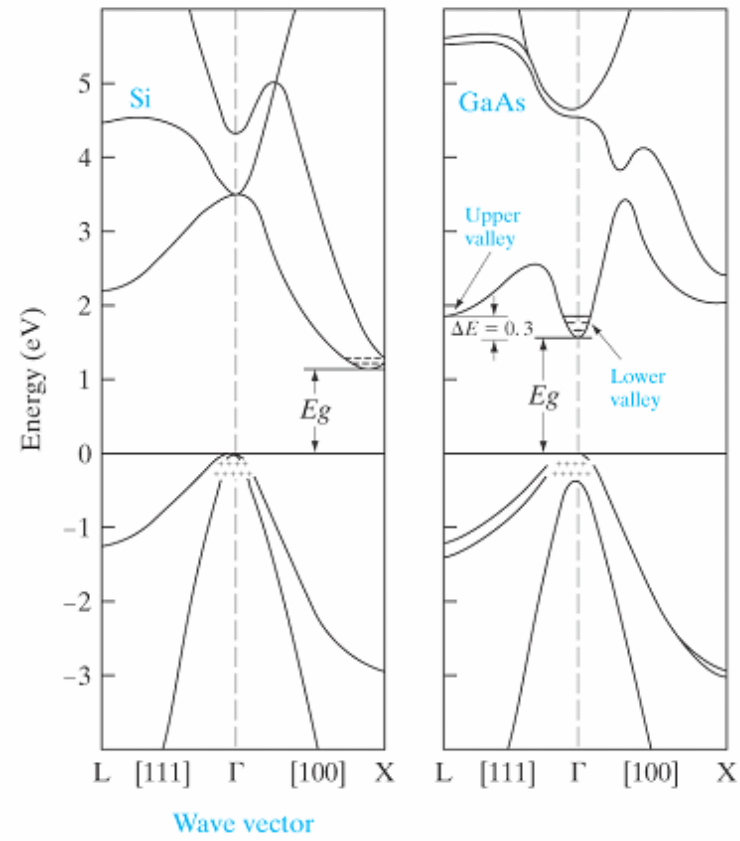 Si
GaAs
5
4
3
2
1
0
–1
–2
–3
Energy (eV)
Upper
valley
ΔE = 0.3
Lower
valley
Eg
Eg
++++
+++++
++++
+++++
L [111] Γ [100] X
L [111] Γ [100] X
Wave vector